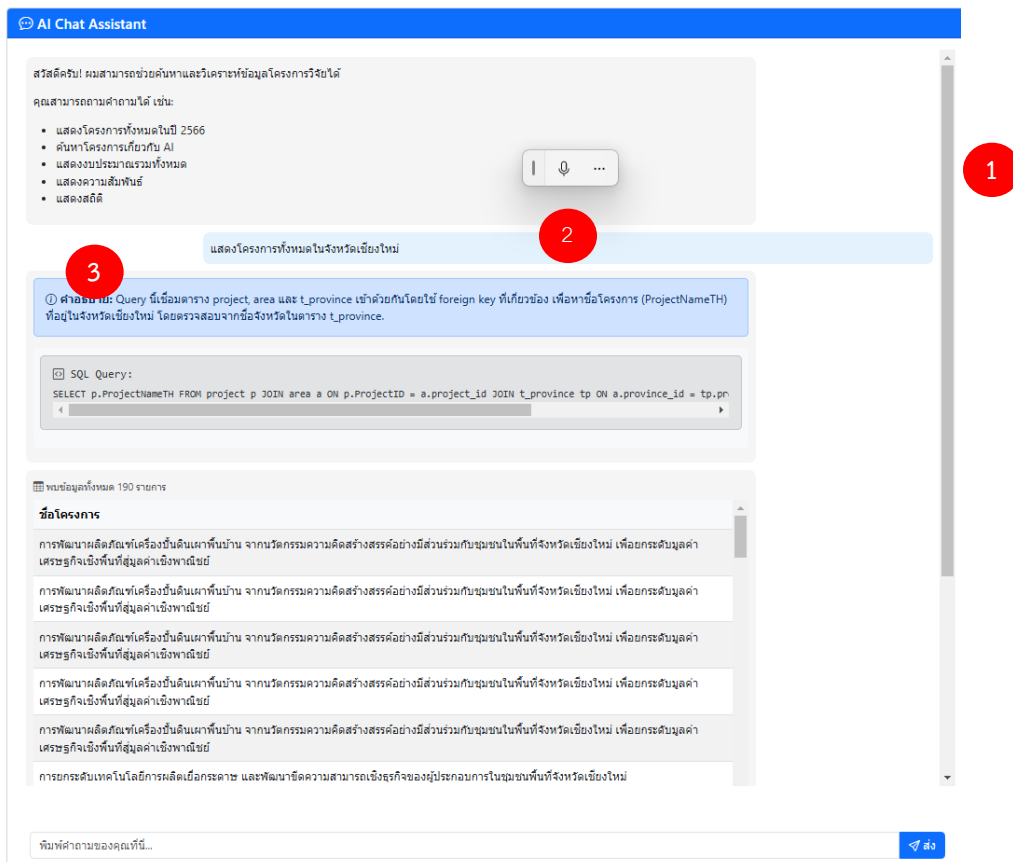 AI Chat Assistant
สวัสดีครับ! ผมสามารถช่วยค้นหาและวิเคราะห์ข้อมูลโครงการวิจัยได้
คุณสามารถถามคำถามได้ เช่น:
• แสดงโครงการทั้งหมดในปี 2566
• ค้นหาโครงการเกี่ยวกับ AI
• แสดงงบประมาณรวมทั้งหมด
• แสดงความสัมพันธ์
• แสดงสถิติ
1
2
แสดงโครงการทั้งหมดในจังหวัดเชียงใหม่
3
คำอธิบาย: Query นี้เชื่อมตาราง project, area และ t_province เข้าด้วยกันโดยใช้ foreign key ที่เกี่ยวข้อง เพื่อหาชื่อโครงการ (ProjectNameTH)
ที่อยู่ในจังหวัดเชียงใหม่ โดยตรวจสอบจากชื่อจังหวัดในตาราง t_province.
SQL Query:
SELECT p.ProjectNameTH FROM project p JOIN area a ON p.ProjectID = a.project_id JOIN t_province tp ON a.province_id = tp.pr
พบข้อมูลทั้งหมด 190 รายการ
ชื่อโครงการ
การพัฒนาผลิตภัณฑ์เครื่องปั้นดินเผาพื้นบ้าน จากนวัตกรรมความคิดสร้างสรรค์อย่างมีส่วนร่วมกับชุมชนในพื้นที่จังหวัดเชียงใหม่ เพื่อยกระดับมูลค่า
เศรษฐกิจเชิงพื้นที่สู่มูลค่าเชิงพาณิชย์
การพัฒนาผลิตภัณฑ์เครื่องปั้นดินเผาพื้นบ้าน จากนวัตกรรมความคิดสร้างสรรค์อย่างมีส่วนร่วมกับชุมชนในพื้นที่จังหวัดเชียงใหม่ เพื่อยกระดับมูลค่า
เศรษฐกิจเชิงพื้นที่สู่มูลค่าเชิงพาณิชย์
การพัฒนาผลิตภัณฑ์เครื่องปั้นดินเผาพื้นบ้าน จากนวัตกรรมความคิดสร้างสรรค์อย่างมีส่วนร่วมกับชุมชนในพื้นที่จังหวัดเชียงใหม่ เพื่อยกระดับมูลค่า
เศรษฐกิจเชิงพื้นที่สู่มูลค่าเชิงพาณิชย์
การพัฒนาผลิตภัณฑ์เครื่องปั้นดินเผาพื้นบ้าน จากนวัตกรรมความคิดสร้างสรรค์อย่างมีส่วนร่วมกับชุมชนในพื้นที่จังหวัดเชียงใหม่ เพื่อยกระดับมูลค่า
เศรษฐกิจเชิงพื้นที่สู่มูลค่าเชิงพาณิชย์
การพัฒนาผลิตภัณฑ์เครื่องปั้นดินเผาพื้นบ้าน จากนวัตกรรมความคิดสร้างสรรค์อย่างมีส่วนร่วมกับชุมชนในพื้นที่จังหวัดเชียงใหม่ เพื่อยกระดับมูลค่า
เศรษฐกิจเชิงพื้นที่สู่มูลค่าเชิงพาณิชย์
การยกระดับเทคโนโลยีการผลิตเยื่อกระดาษ และพัฒนาขีดความสามารถเชิงธุรกิจของผู้ประกอบการในชุมชนพื้นที่จังหวัดเชียงใหม่
พิมพ์คำถามของคุณที่นี่...
ส่ง